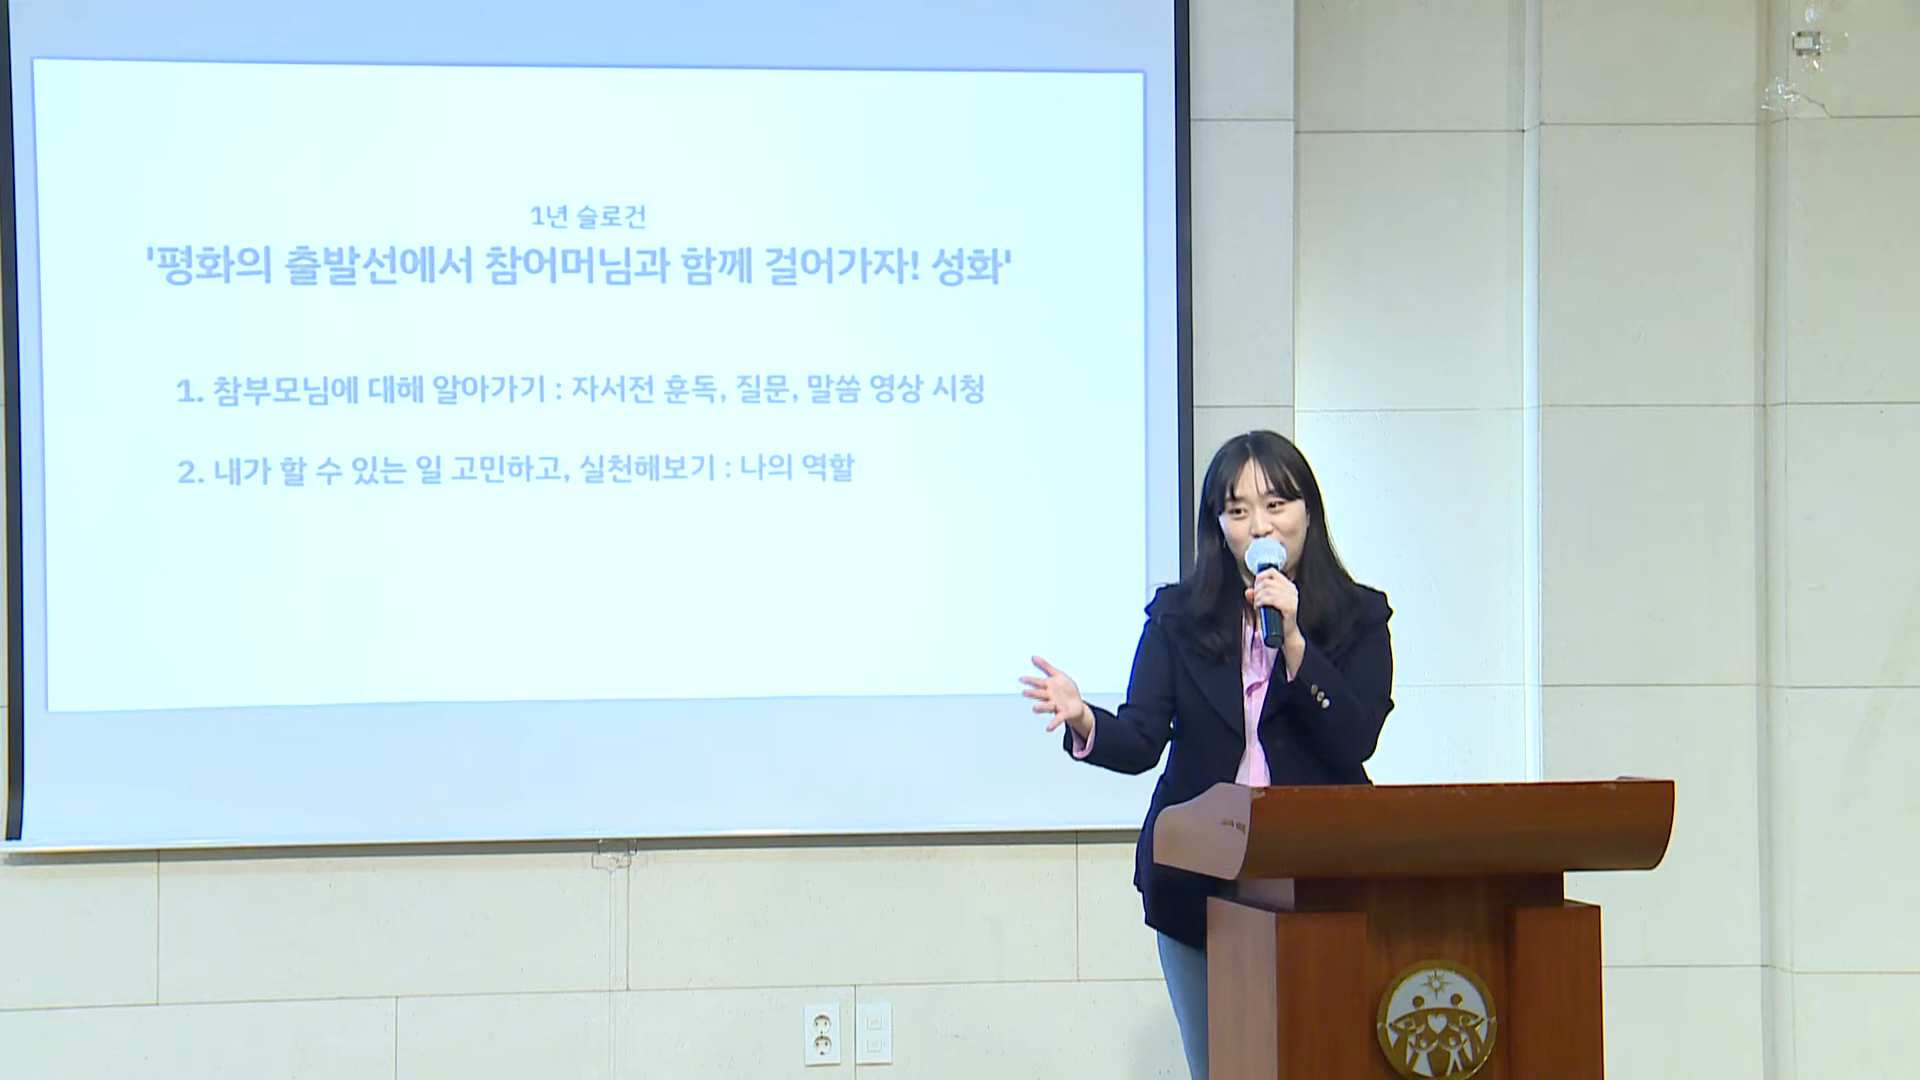 1년 슬로건
'평화의 출발선에서 참어머님과 함께 걸어가자! 성화'
1. 참부모님에 대해 알아가기 : 자서전 훈독, 질문, 말씀 영상 시청
2. 내가 할 수 있는 일 고민하고, 실천해보기 : 나의 역할